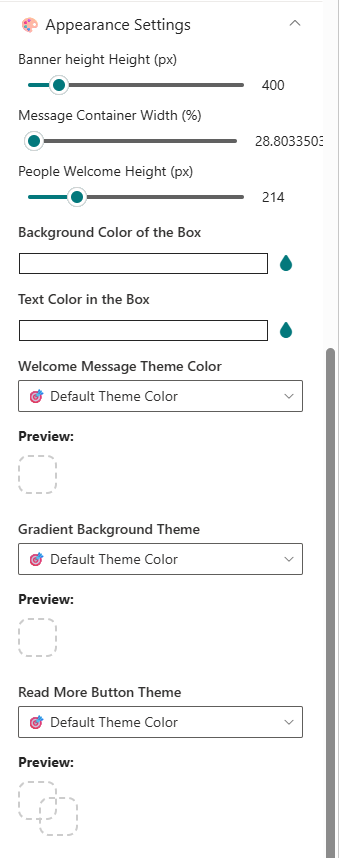 Appearance Settings
Banner height Height (px)
400
Message Container Width (%)
28.8033503
People Welcome Height (px)
214
Background Color of the Box
Text Color in the Box
Welcome Message Theme Color
Default Theme Color
Preview:
Gradient Background Theme
Default Theme Color
Preview:
Read More Button Theme
Default Theme Color
Preview: